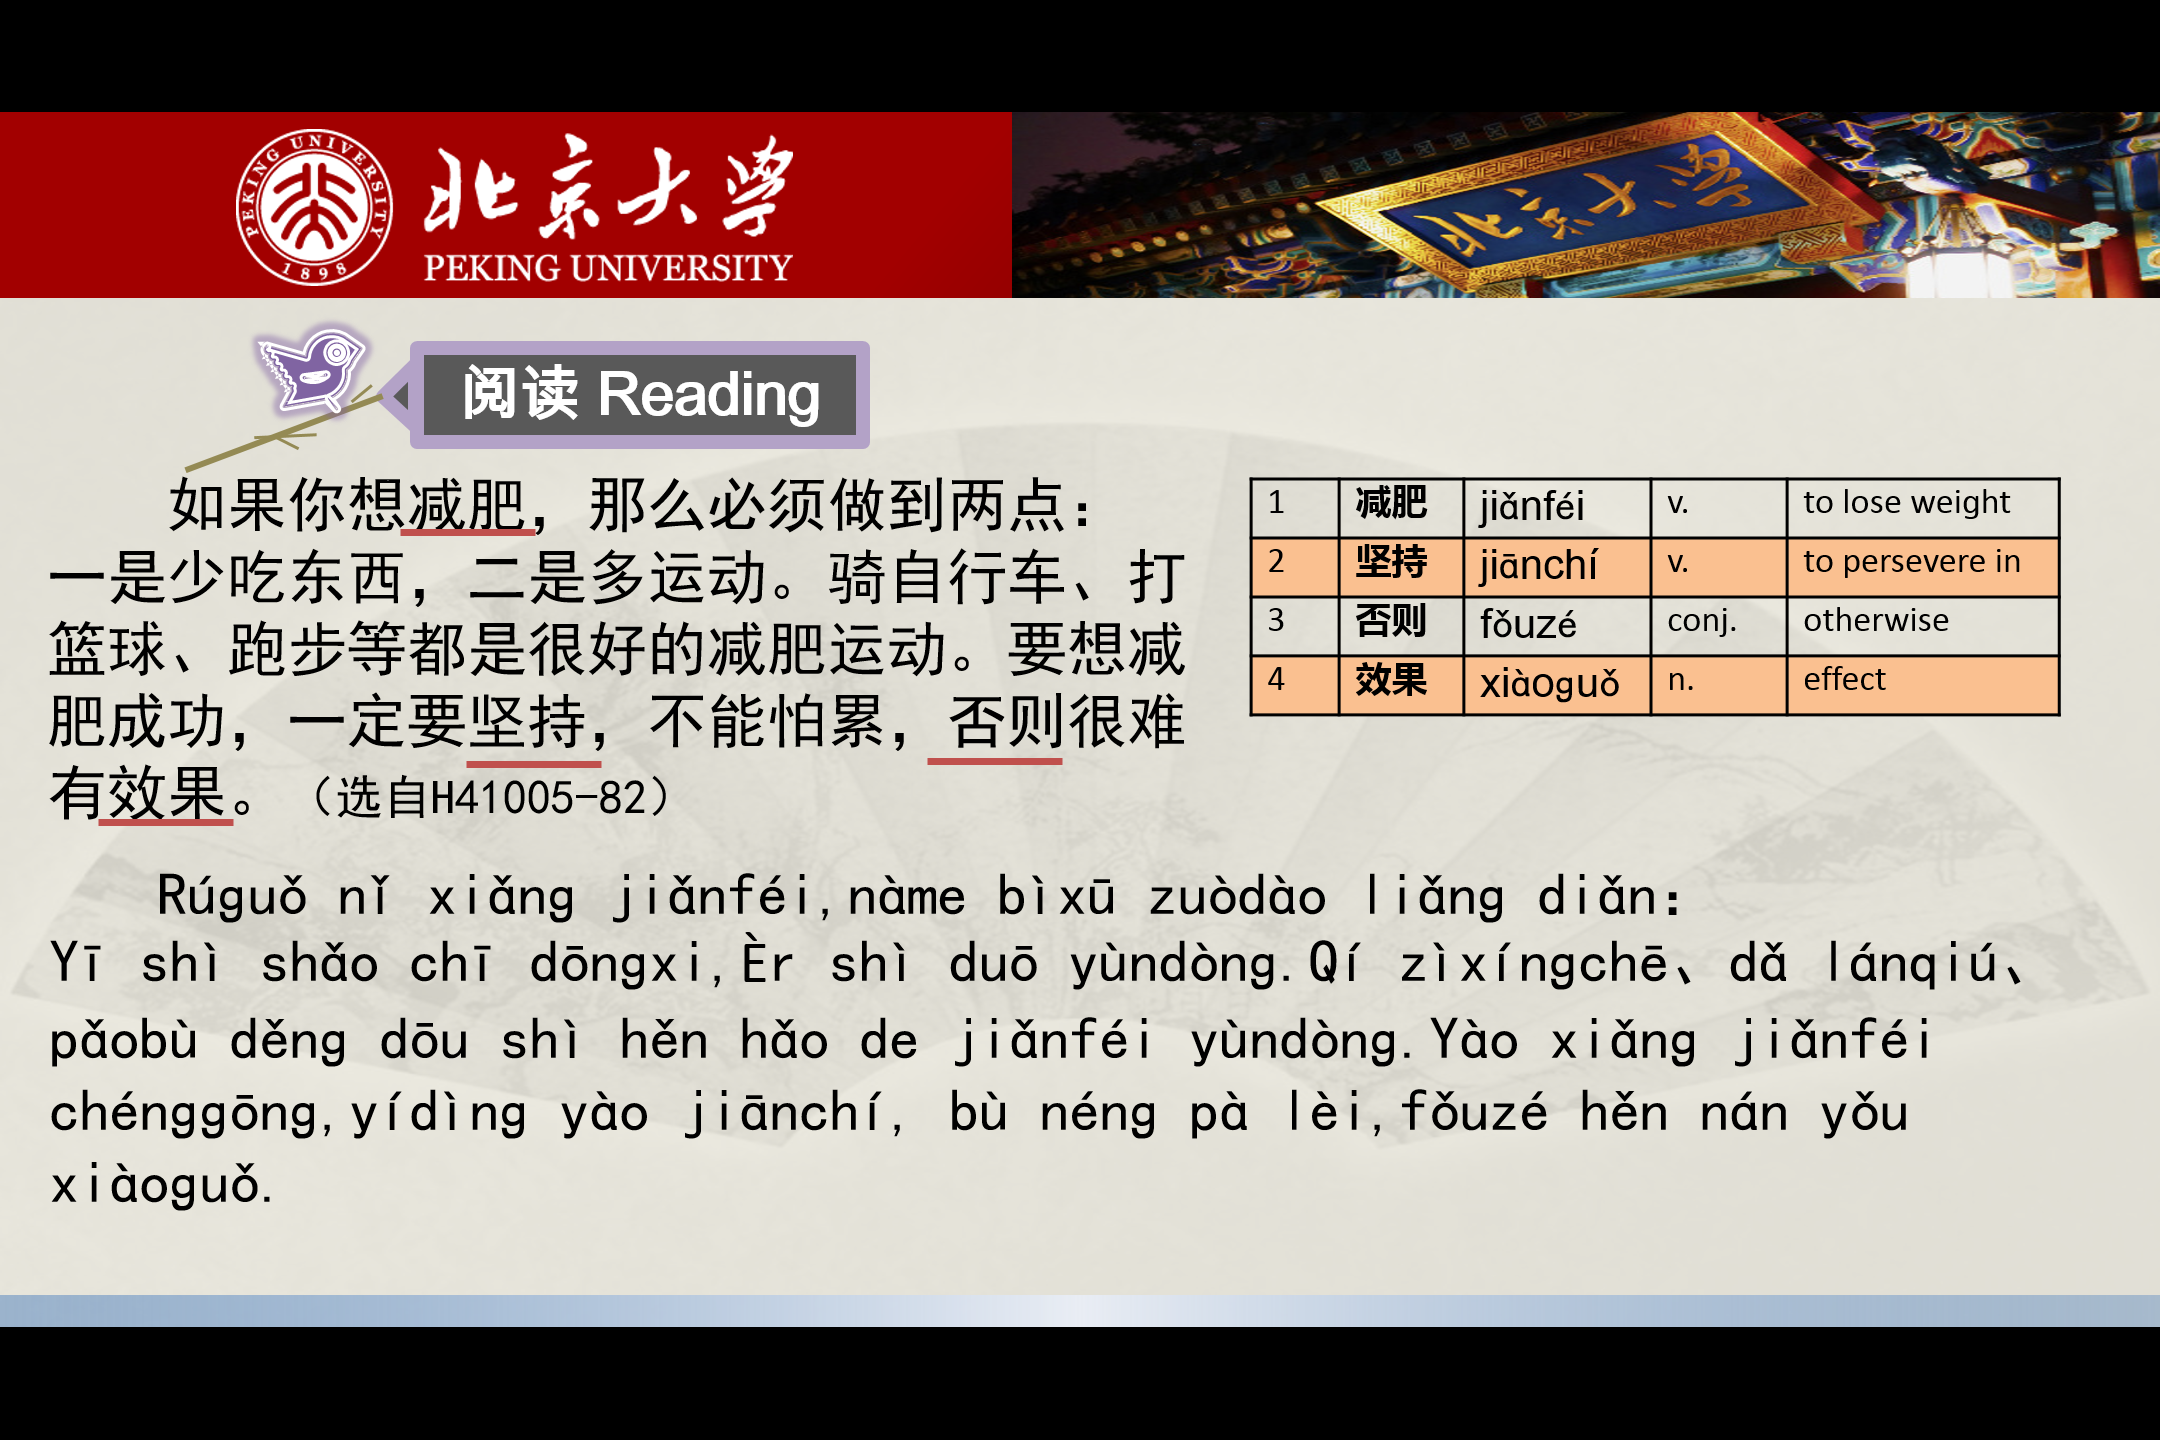 PEKING UNIVERSITY
1898
北京大学
PEKING UNIVERSITY
北京大学
阅读 Reading
如果你想减肥，那么必须做到两点：
一是少吃东西，二是多运动。骑自行车、打
篮球、跑步等都是很好的减肥运动。要想减
肥成功，一定要坚持，不能怕累，否则很难
有效果。（选自H41005-82）
1 减肥 jiǎnféi v. to lose weight
2 坚持 jiānchí v. to persevere in
3 否则 fǒuzé conj. otherwise
4 效果 xiàoguǒ n. effect
Rúguǒ nǐ xiǎng jiǎnféi,nàme bìxū zuòdào liǎng diǎn：
Yī shì shǎo chī dōngxi,Èr shì duō yùndòng.Qí zìxíngchē、dǎ lánqiú、
pǎobù děng dōu shì hěn hǎo de jiǎnféi yùndòng.Yào xiǎng jiǎnféi
chénggōng,yídìng yào jiānchí, bù néng pà lèi,fǒuzé hěn nán yǒu
xiàoguǒ.